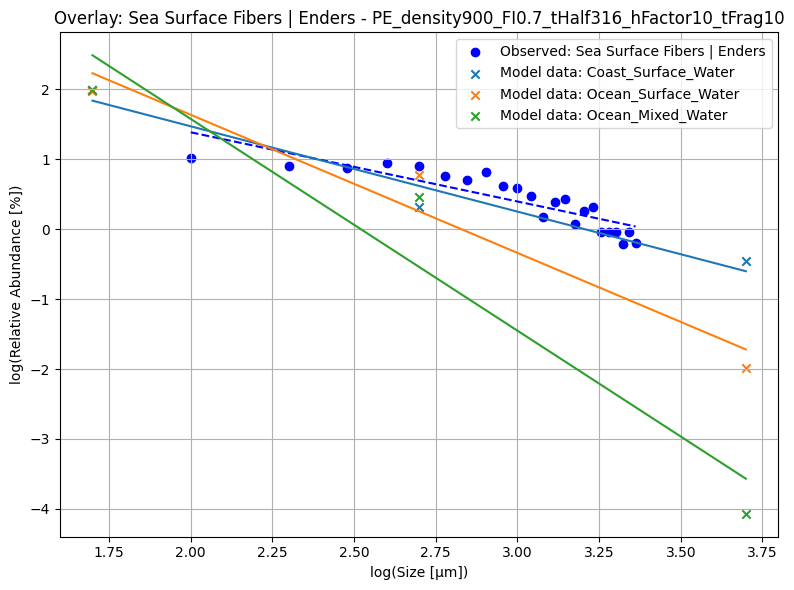 Overlay: Sea Surface Fibers | Enders - PE_density900_FI0.7_tHalf316_hFactor10_tFrag10
Observed: Sea Surface Fibers | Enders
Model data: Coast_Surface_Water
Model data: Ocean_Surface_Water
Model data: Ocean_Mixed_Water
log(Relative Abundance [%])
2
1
0
−1
−2
−3
−4
1.75
2.00
2.25
2.50
2.75
3.00
3.25
3.50
3.75
log(Size [µm])